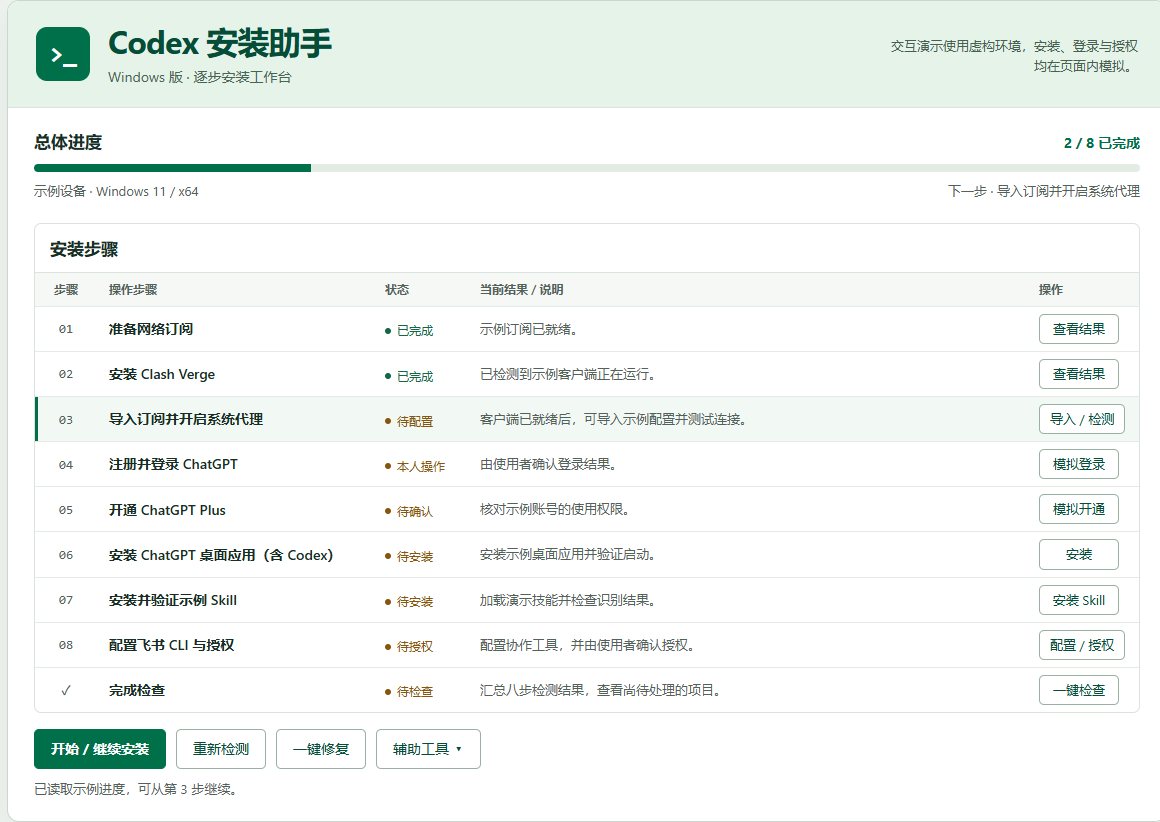 >_
Codex 安装助手
Windows 版 · 逐步安装工作台
交互演示使用虚构环境，安装、登录与授权
均在页面内模拟。
总体进度
2 / 8 已完成
示例设备 · Windows 11 / x64
下一步 · 导入订阅并开启系统代理
安装步骤
步骤 操作步骤 状态 当前结果 / 说明 操作
01 准备网络订阅 已完成 示例订阅已就绪。 查看结果
02 安装 Clash Verge 已完成 已检测到示例客户端正在运行。 查看结果
03 导入订阅并开启系统代理 待配置 客户端已就绪后，可导入示例配置并测试连接。 导入 / 检测
04 注册并登录 ChatGPT 本人操作 由使用者确认登录结果。 模拟登录
05 开通 ChatGPT Plus 待确认 核对示例账号的使用权限。 模拟开通
06 安装 ChatGPT 桌面应用（含 Codex） 待安装 安装示例桌面应用并验证启动。 安装
07 安装并验证示例 Skill 待安装 加载演示技能并检查识别结果。 安装 Skill
08 配置飞书 CLI 与授权 待授权 配置协作工具，并由使用者确认授权。 配置 / 授权
✓ 完成检查 待检查 汇总八步检测结果，查看尚待处理的项目。 一键检查
开始 / 继续安装 重新检测 一键修复 辅助工具 ▾
已读取示例进度，可从第 3 步继续。